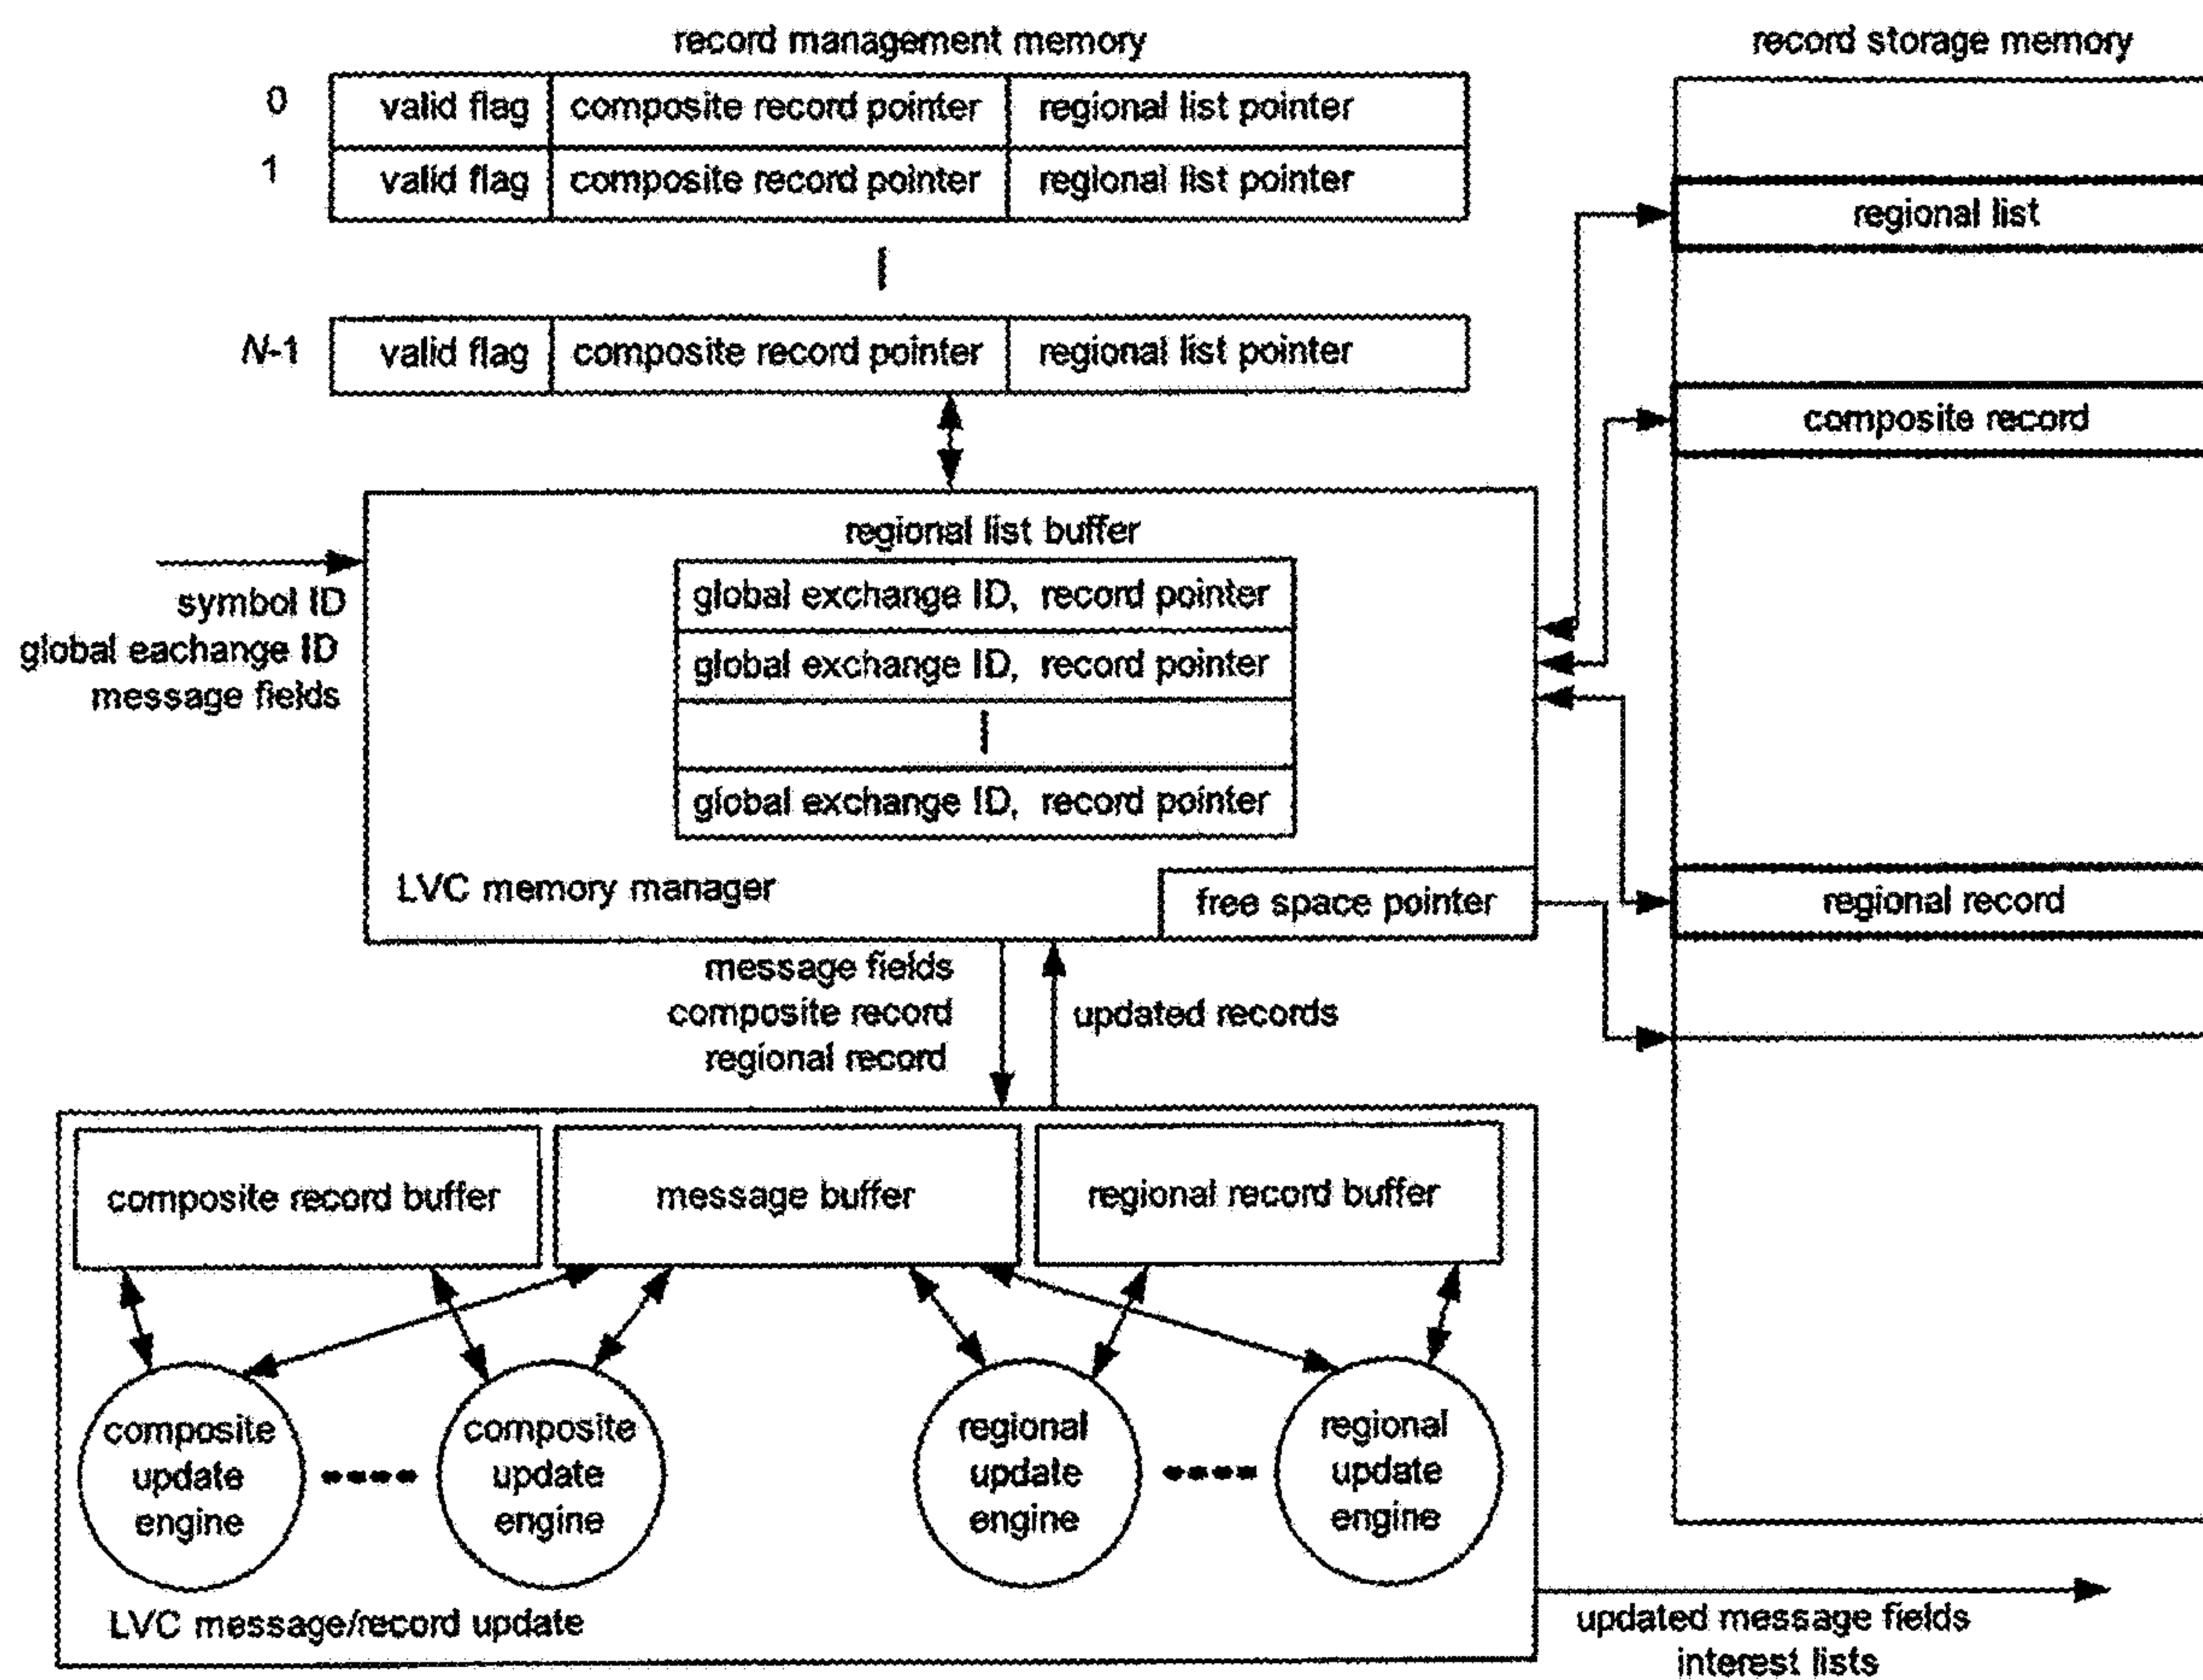 record management memory
record storage memory
0 valid flag composite record pointer regional list pointer
1 valid flag composite record pointer regional list pointer
N-1 valid flag composite record pointer regional list pointer
regional list
composite record
regional record
symbol ID
global eachange ID
message fields
regional list buffer
global exchange ID, record pointer
global exchange ID, record pointer
global exchange ID, record pointer
LVC memory manager
free space pointer
message fields
composite record
regional record
updated records
composite record buffer
message buffer
regional record buffer
composite
update
engine
composite
update
engine
regional
update
engine
regional
update
engine
LVC message/record update
updated message fields
interest lists